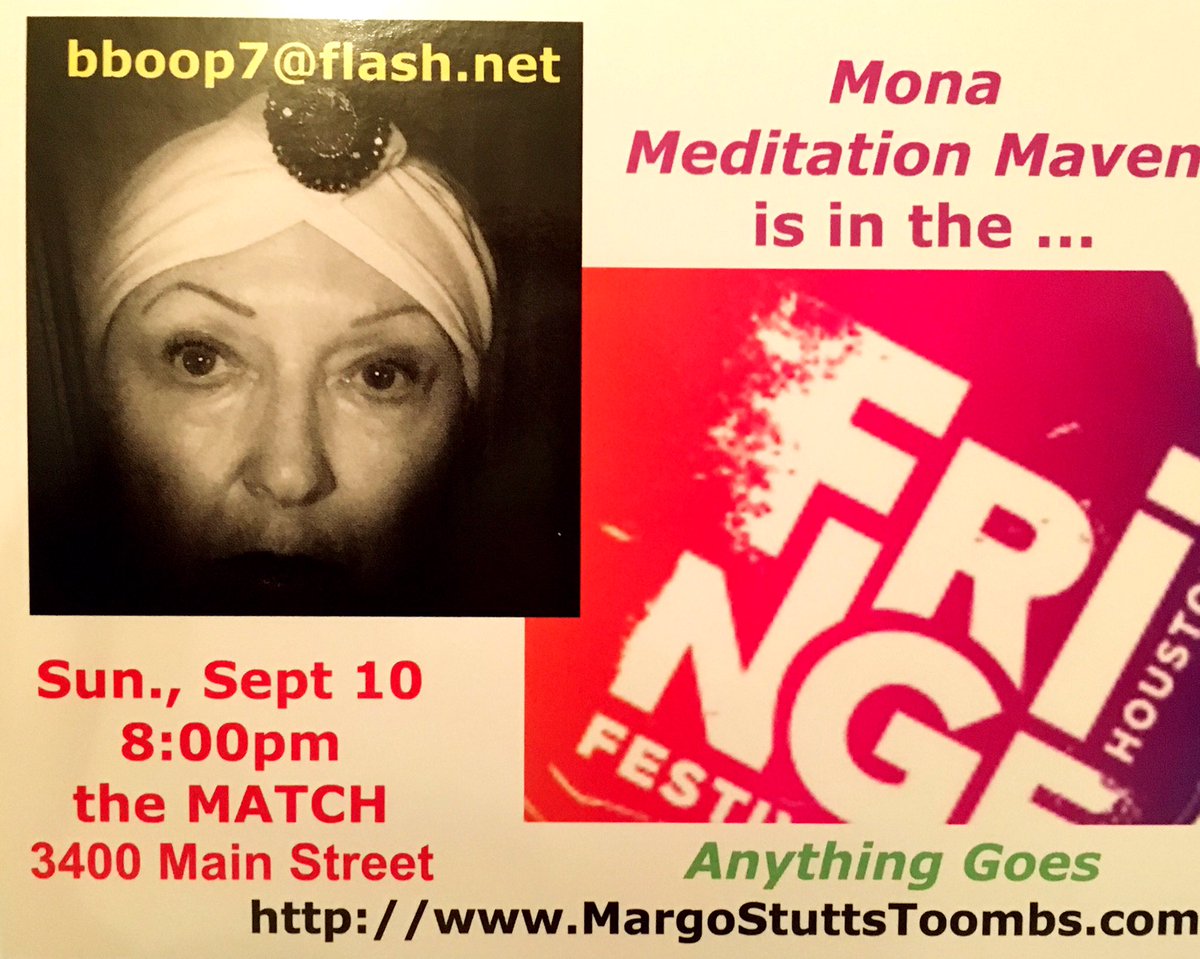 bboop7@flash.net
Mona
Meditation Maven
is in the ...
FRI
NGE
FESTI
HOUSTO
Sun., Sept 10
8:00pm
the MATCH
3400 Main Street
Anything Goes
http://www.MargoStuttsToombs.com